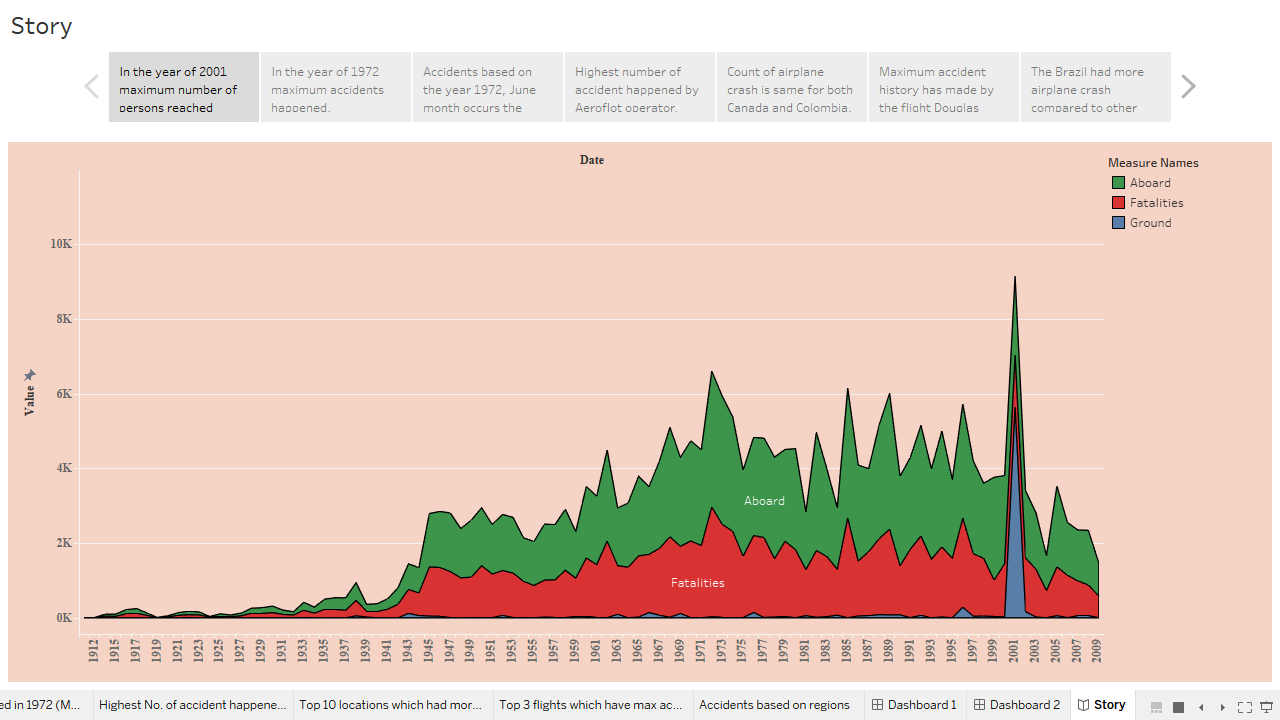 Story
In the year of 2001
maximum number of
persons reached
In the year of 1972
maximum accidents
happened.
Accidents based on
the year 1972, June
month occurs the
Highest number of
accident happened by
Aeroflot operator.
Count of airplane
crash is same for both
Canada and Colombia.
Maximum accident
history has made by
the flight Douglas
The Brazil had more
airplane crash
compared to other
Date
Measure Names
Aboard
Fatalities
Ground
10K
8K
6K
4K
2K
0K
Value
Aboard
Fatalities
1912 1915 1917 1919 1921 1923 1925 1927 1929 1931 1933 1935 1937 1939 1941 1943 1945 1947 1949 1951 1953 1955 1957 1959 1961 1963 1965 1967 1969 1971 1973 1975 1977 1979 1981 1983 1985 1987 1989 1991 1993 1995 1997 1999 2001 2003 2005 2007 2009
ed in 1972 (M... Highest No. of accident happene... Top 10 locations which had mor... Top 3 flights which have max ac... Accidents based on regions Dashboard 1 Dashboard 2 Story